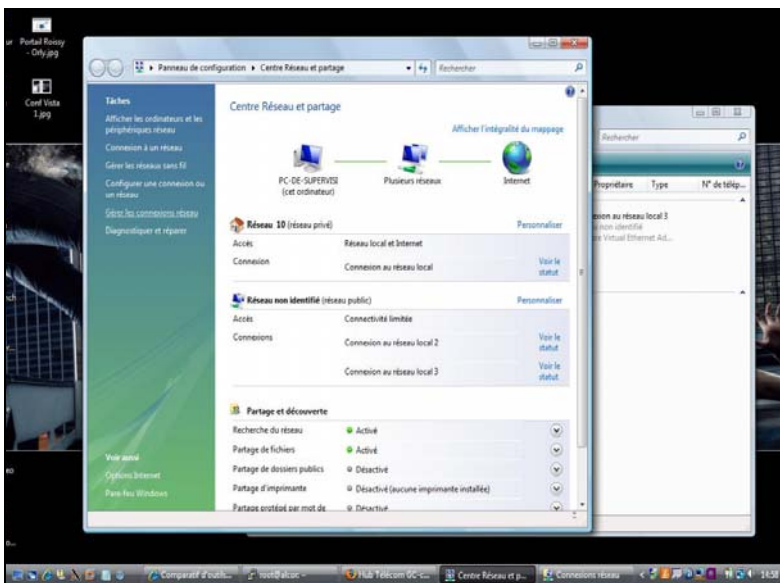 Portail Roissy
- Orly.jpg
Conf Vista
1.jpg
Panneau de configuration
Centre Réseau et partage
Rechercher
Tâches
Afficher les ordinateurs et les
périphériques réseau
Connexion à un réseau
Gérer les réseaux sans fil
Configurer une connexion ou
un réseau
Gérer les connexions réseau
Diagnostiquer et réparer
Voir aussi
Options Internet
Pare-feu Windows
Centre Réseau et partage
Afficher l'intégralité du mappage
PC-DE-SUPERVISI
(cet ordinateur)
Plusieurs réseaux
Internet
Réseau 10 (réseau privé)
Personnaliser
Accès
Réseau local et Internet
Connexion
Connexion au réseau local
Voir le
statut
Réseau non identifié (réseau public)
Personnaliser
Accès
Connectivité limitée
Connexions
Connexion au réseau local 2
Voir le
statut
Connexion au réseau local 3
Voir le
statut
Partage et découverte
Recherche du réseau
Activé
Partage de fichiers
Activé
Partage de dossiers publics
Désactivé
Partage d'imprimante
Désactivé (aucune imprimante installée)
Partage protégé par mot de
Désactivé
Rechercher
Propriétaire
Type
N° de télép...
exion au réseau local 3
non identifié
Virtual Ethernet Ad...
Comparatif d'outils...
root@alcuc ~
Hub Télécom GC-s...
Centre Réseau et p...
Connexions réseau